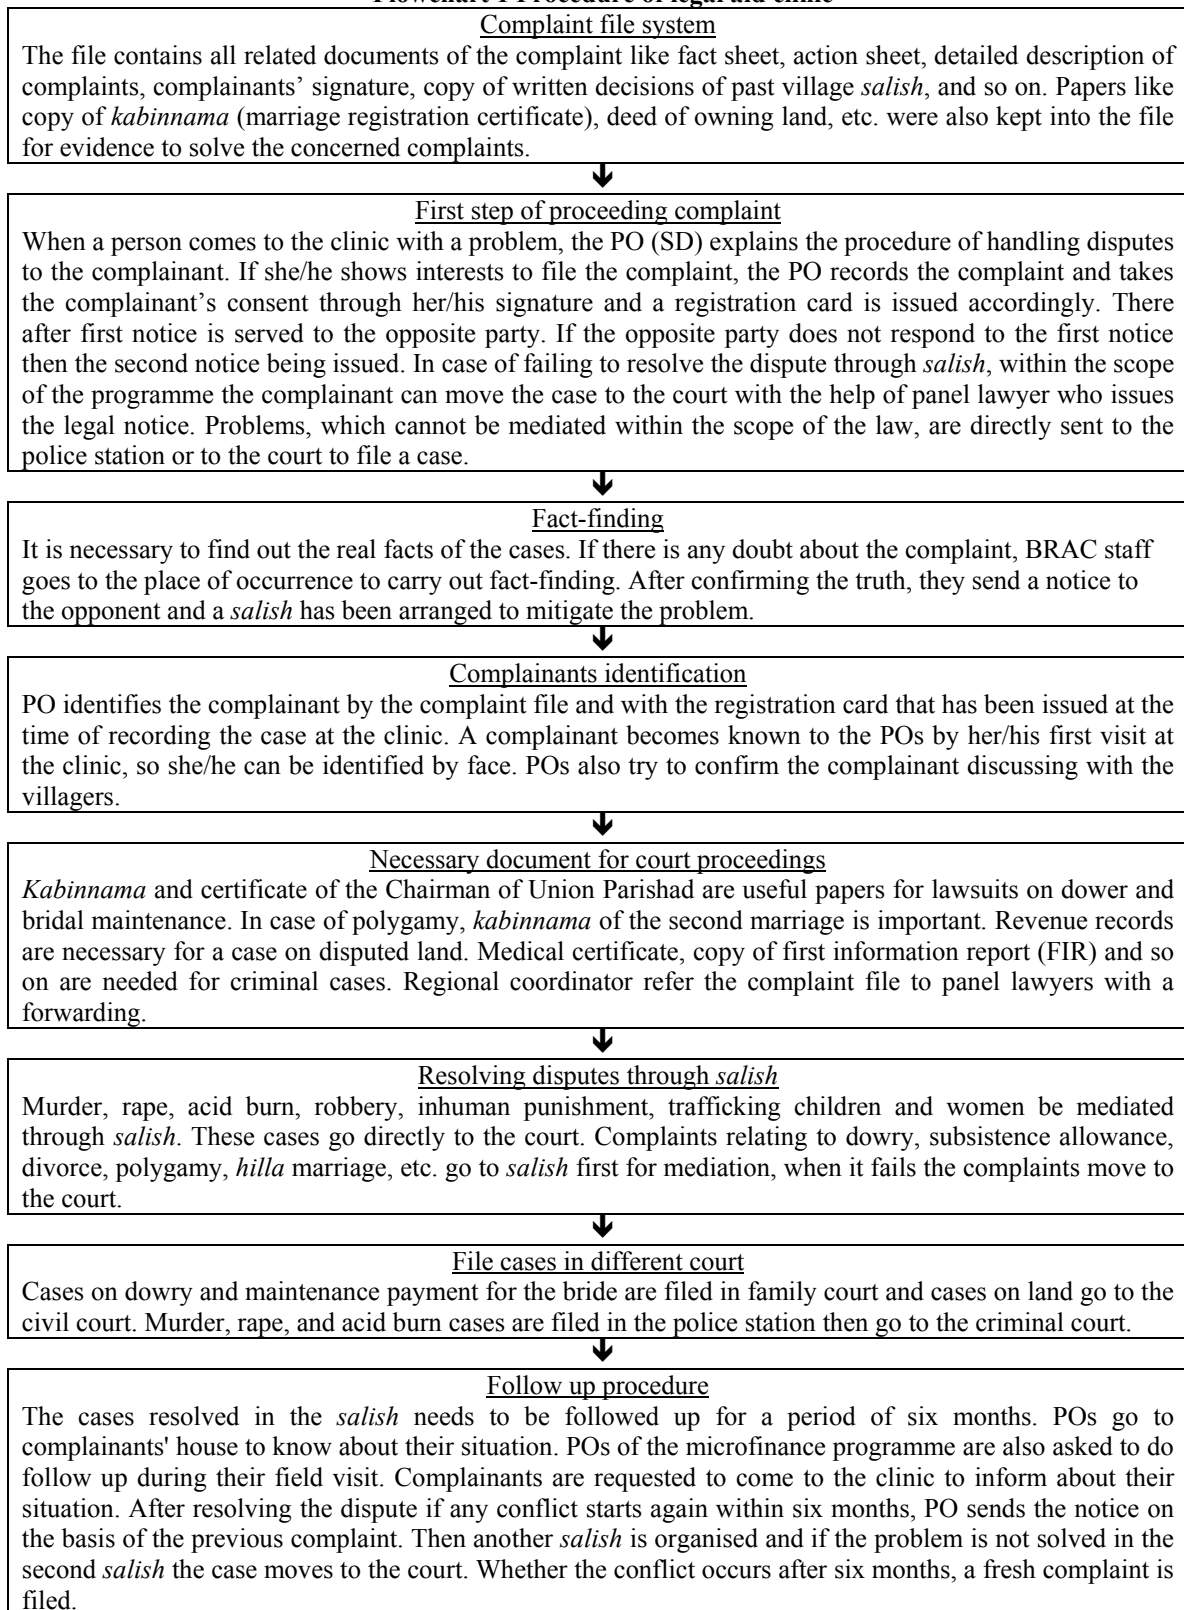 Flowchart 1 Procedure of legal aid clinic
Complaint file system
The file contains all related documents of the complaint like fact sheet, action sheet, detailed description of
complaints, complainants’ signature, copy of written decisions of past village salish, and so on. Papers like
copy of kabinnama (marriage registration certificate), deed of owning land, etc. were also kept into the file
for evidence to solve the concerned complaints.
First step of proceeding complaint
When a person comes to the clinic with a problem, the PO (SD) explains the procedure of handling disputes
to the complainant. If she/he shows interests to file the complaint, the PO records the complaint and takes
the complainant’s consent through her/his signature and a registration card is issued accordingly. There
after first notice is served to the opposite party. If the opposite party does not respond to the first notice
then the second notice being issued. In case of failing to resolve the dispute through salish, within the scope
of the programme the complainant can move the case to the court with the help of panel lawyer who issues
the legal notice. Problems, which cannot be mediated within the scope of the law, are directly sent to the
police station or to the court to file a case.
Fact-finding
It is necessary to find out the real facts of the cases. If there is any doubt about the complaint, BRAC staff
goes to the place of occurrence to carry out fact-finding. After confirming the truth, they send a notice to
the opponent and a salish has been arranged to mitigate the problem.
Complainants identification
PO identifies the complainant by the complaint file and with the registration card that has been issued at the
time of recording the case at the clinic. A complainant becomes known to the POs by her/his first visit at
the clinic, so she/he can be identified by face. POs also try to confirm the complainant discussing with the
villagers.
Necessary document for court proceedings
Kabinnama and certificate of the Chairman of Union Parishad are useful papers for lawsuits on dower and
bridal maintenance. In case of polygamy, kabinnama of the second marriage is important. Revenue records
are necessary for a case on disputed land. Medical certificate, copy of first information report (FIR) and so
on are needed for criminal cases. Regional coordinator refer the complaint file to panel lawyers with a
forwarding.
Resolving disputes through salish
Murder, rape, acid burn, robbery, inhuman punishment, trafficking children and women be mediated
through salish. These cases go directly to the court. Complaints relating to dowry, subsistence allowance,
divorce, polygamy, hilla marriage, etc. go to salish first for mediation, when it fails the complaints move to
the court.
File cases in different court
Cases on dowry and maintenance payment for the bride are filed in family court and cases on land go to the
civil court. Murder, rape, and acid burn cases are filed in the police station then go to the criminal court.
Follow up procedure
The cases resolved in the salish needs to be followed up for a period of six months. POs go to
complainants' house to know about their situation. POs of the microfinance programme are also asked to do
follow up during their field visit. Complainants are requested to come to the clinic to inform about their
situation. After resolving the dispute if any conflict starts again within six months, PO sends the notice on
the basis of the previous complaint. Then another salish is organised and if the problem is not solved in the
second salish the case moves to the court. Whether the conflict occurs after six months, a fresh complaint is
filed.